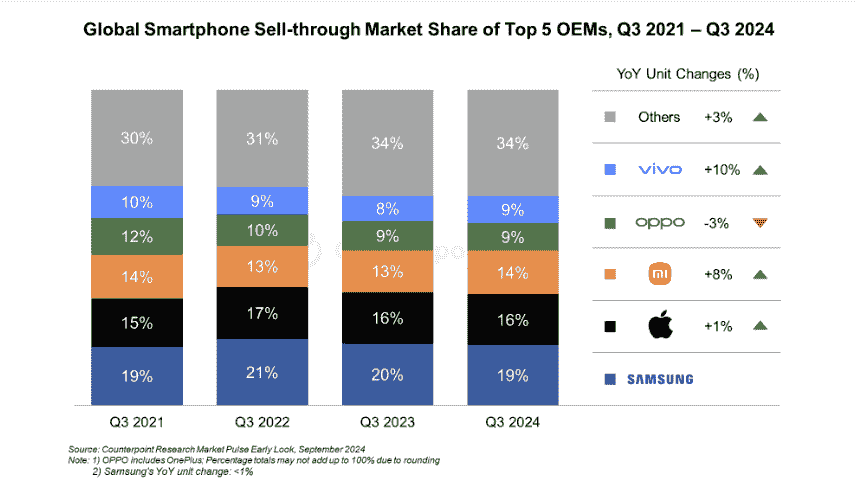 Global Smartphone Sell-through Market Share of Top 5 OEMs, Q3 2021 – Q3 2024
YoY Unit Changes (%)
30% 31% 34% 34%
Others +3%
10% 9% 8% 9%
vivo +10%
12% 10% 9% 9%
oppo -3%
14% 13% 13% 14%
mi +8%
15% 17% 16% 16%
+1%
19% 21% 20% 19%
SAMSUNG
Q3 2021 Q3 2022 Q3 2023 Q3 2024
Source: Counterpoint Research Market Pulse Early Look, September 2024
Note: 1) OPPO includes OnePlus; Percentage totals may not add up to 100% due to rounding
2) Samsung's YoY unit change: <1%